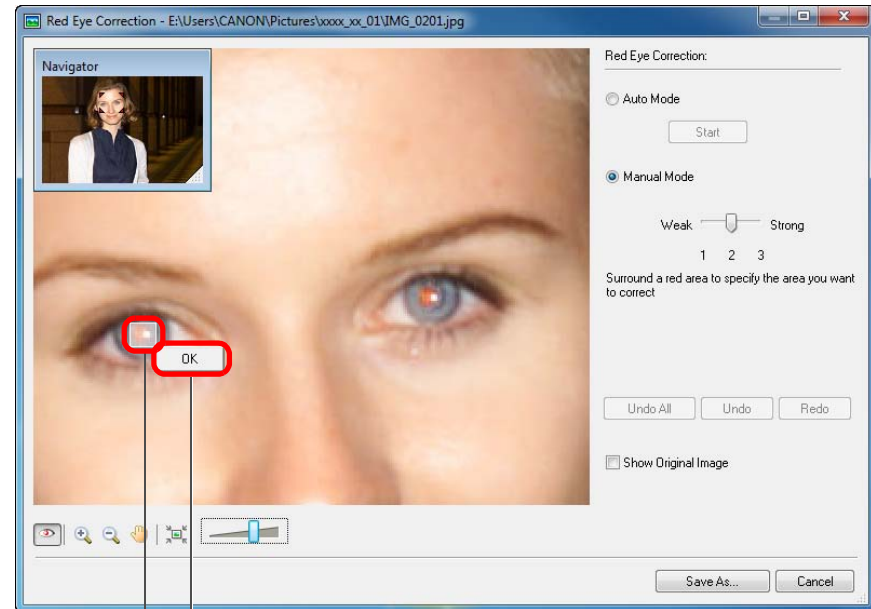 Red Eye Correction - E:\Users\CANON\Pictures\xxxx_xx_01\IMG_0201.jpg
Navigator
Red Eye Correction:
Auto Mode
Start
Manual Mode
Weak Strong
1 2 3
Surround a red area to specify the area you want
to correct
OK
Undo All Undo Redo
Show Original Image
Save As... Cancel